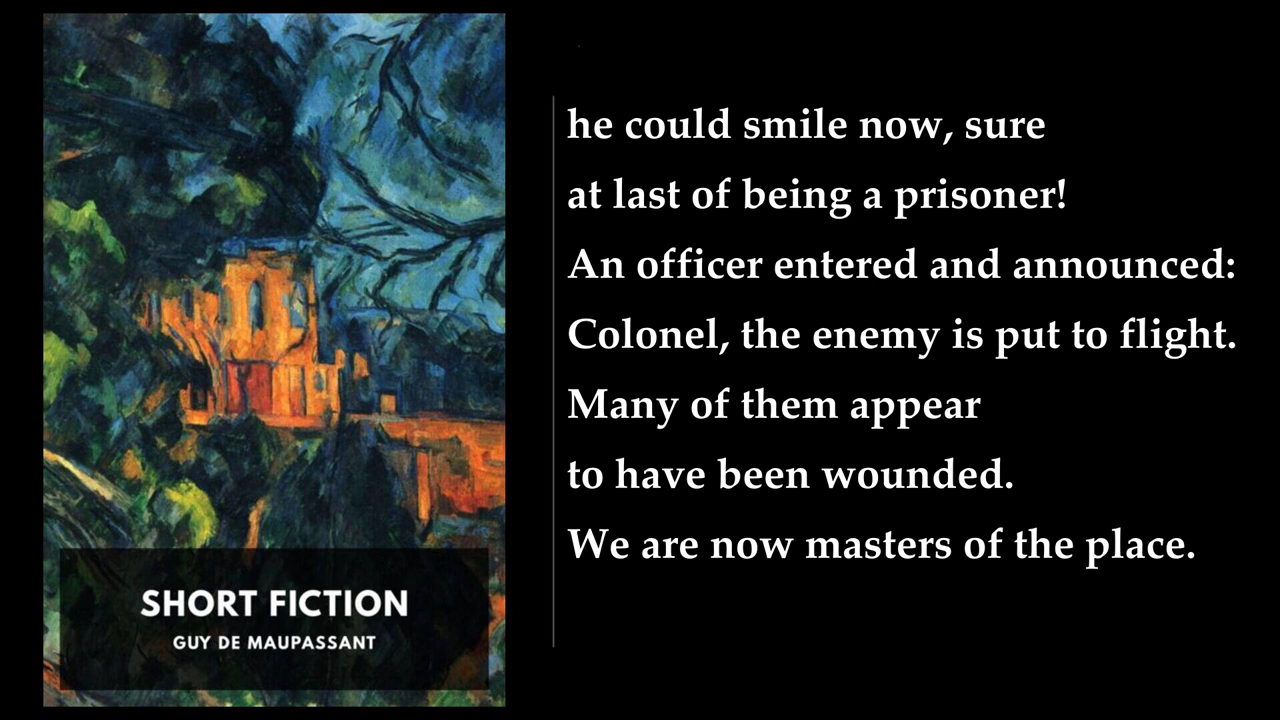 he could smile now, sure
at last of being a prisoner!
An officer entered and announced:
Colonel, the enemy is put to flight.
Many of them appear
to have been wounded.
We are now masters of the place.
SHORT FICTION
GUY DE MAUPASSANT